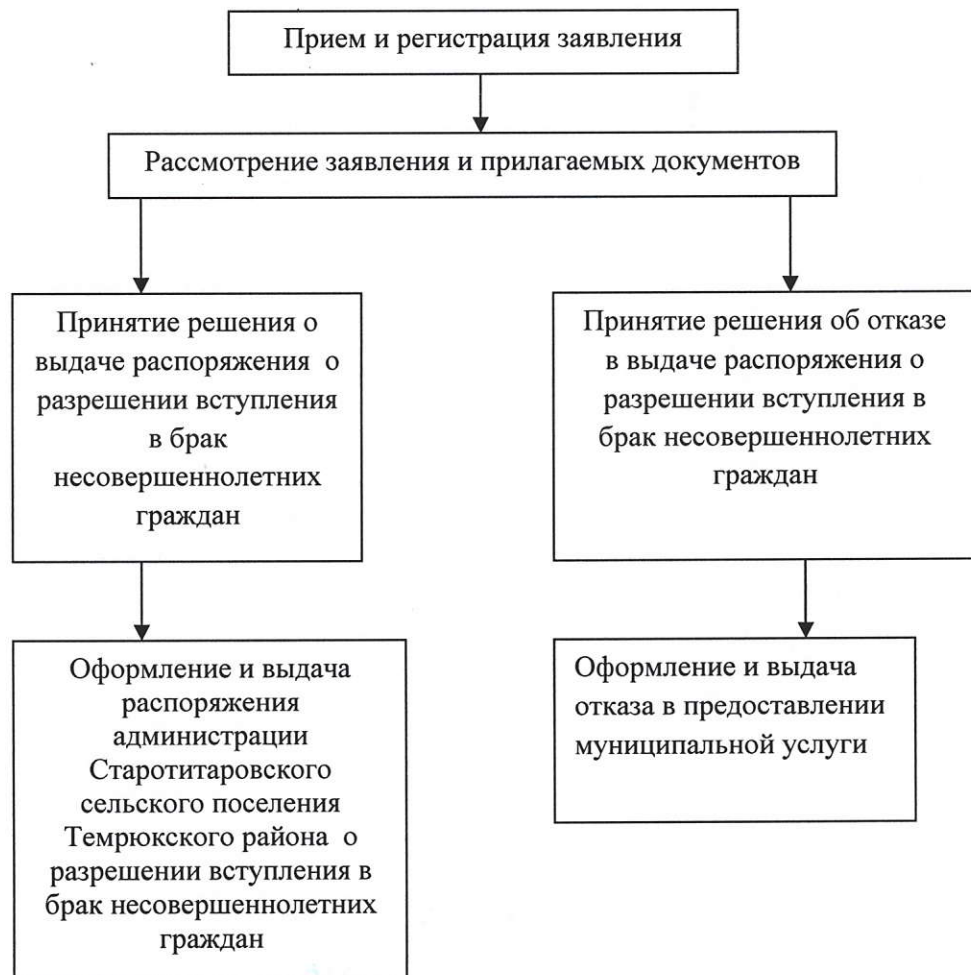 Прием и регистрация заявления
Рассмотрение заявления и прилагаемых документов
Принятие решения о
выдаче распоряжения о
разрешении вступления
в брак
несовершеннолетних
граждан
Принятие решения об отказе
в выдаче распоряжения о
разрешении вступления в
брак несовершеннолетних
граждан
Оформление и выдача
распоряжения
администрации
Старотитаровского
сельского поселения
Темрюкского района о
разрешении вступления в
брак несовершеннолетних
граждан
Оформление и выдача
отказа в предоставлении
муниципальной услуги